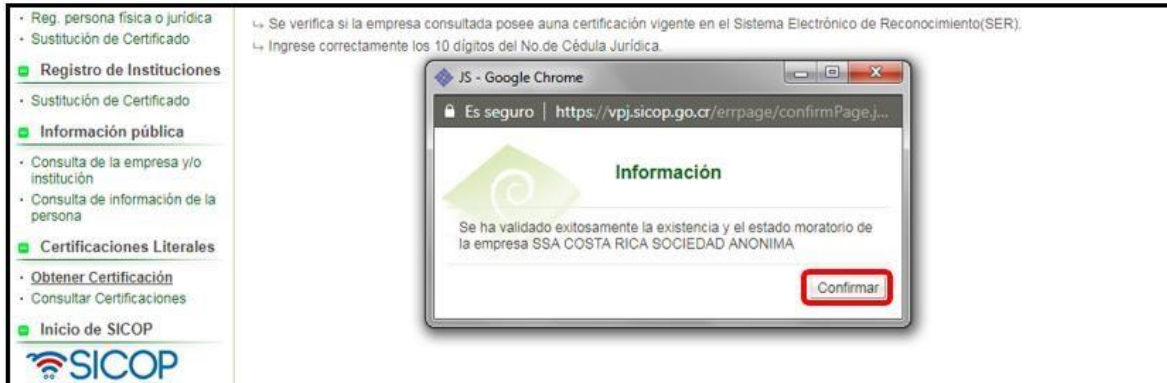 · Reg. persona física o jurídica
· Sustitución de Certificado
Registro de Instituciones
· Sustitución de Certificado
Información pública
· Consulta de la empresa y/o
institución
· Consulta de información de la
persona
Certificaciones Literales
· Obtener Certificación
· Consultar Certificaciones
Inicio de SICOP
SICOP
↳ Se verifica si la empresa consultada posee auna certificación vigente en el Sistema Electrónico de Reconocimiento(SER).
↳ Ingrese correctamente los 10 dígitos del No.de Cédula Jurídica.
JS - Google Chrome
Es seguro | https://vpj.sicop.go.cr/errpage/confirmPage.j...
Información
Se ha validado exitosamente la existencia y el estado moratorio de
la empresa SSA COSTA RICA SOCIEDAD ANONIMA
Confirmar